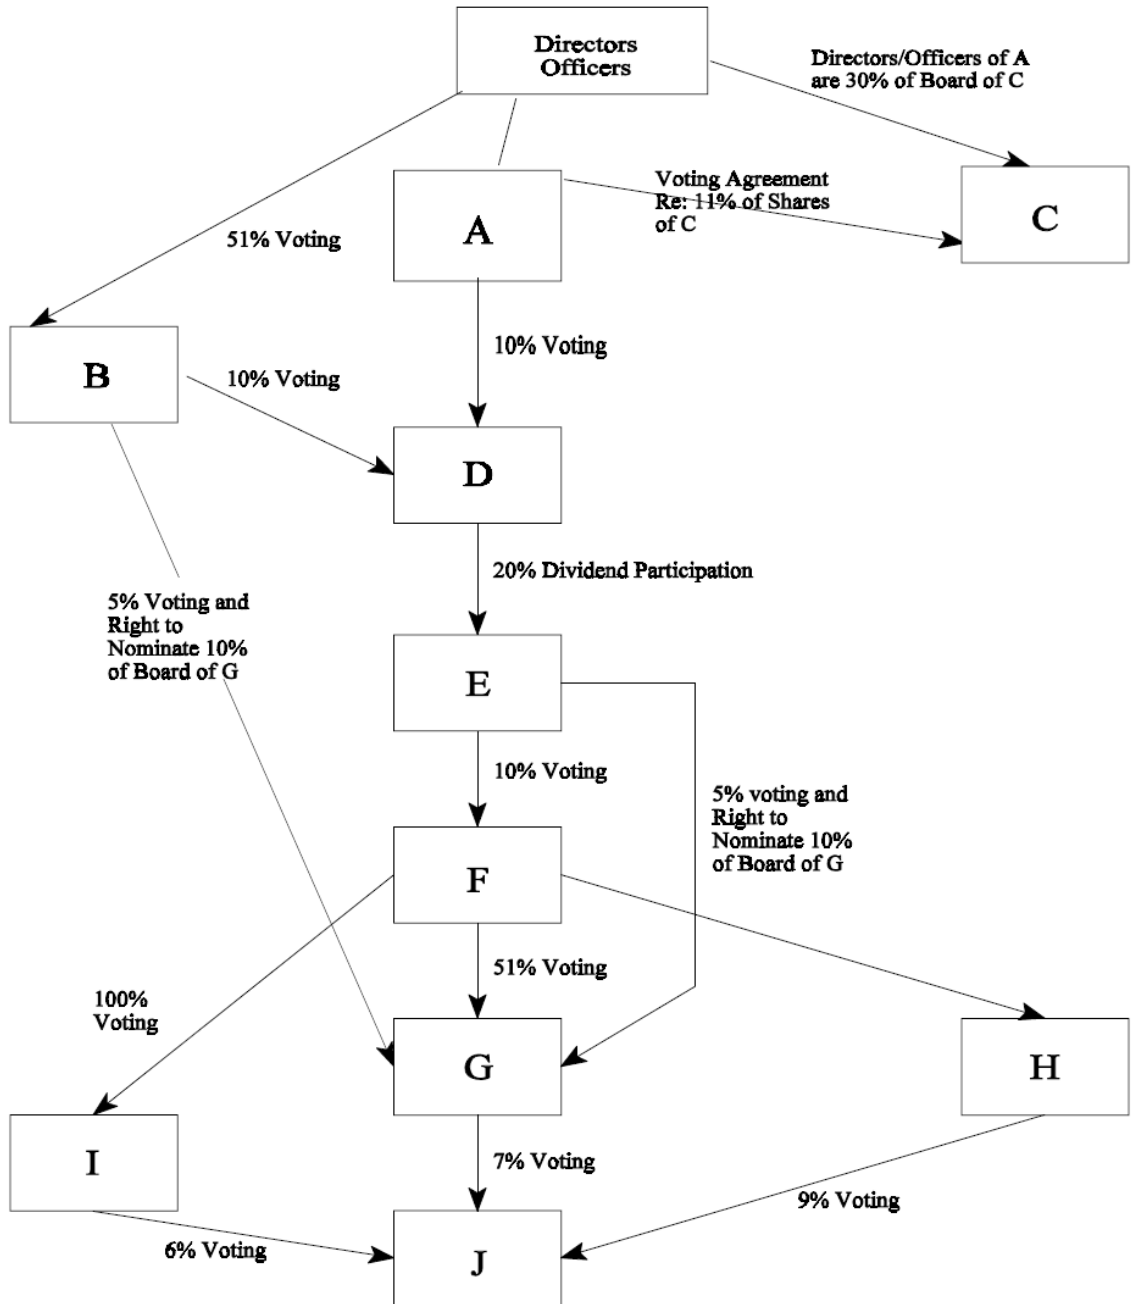 Directors
Officers
Directors/Officers of A
are 30% of Board of C
Voting Agreement
Re: 11% of Shares
of C
A
C
51% Voting
10% Voting
B
10% Voting
D
20% Dividend Participation
5% Voting and
Right to
Nominate 10%
of Board of G
E
10% Voting
5% voting and
Right to
Nominate 10%
of Board of G
F
51% Voting
100%
Voting
G
H
I
7% Voting
9% Voting
6% Voting
J